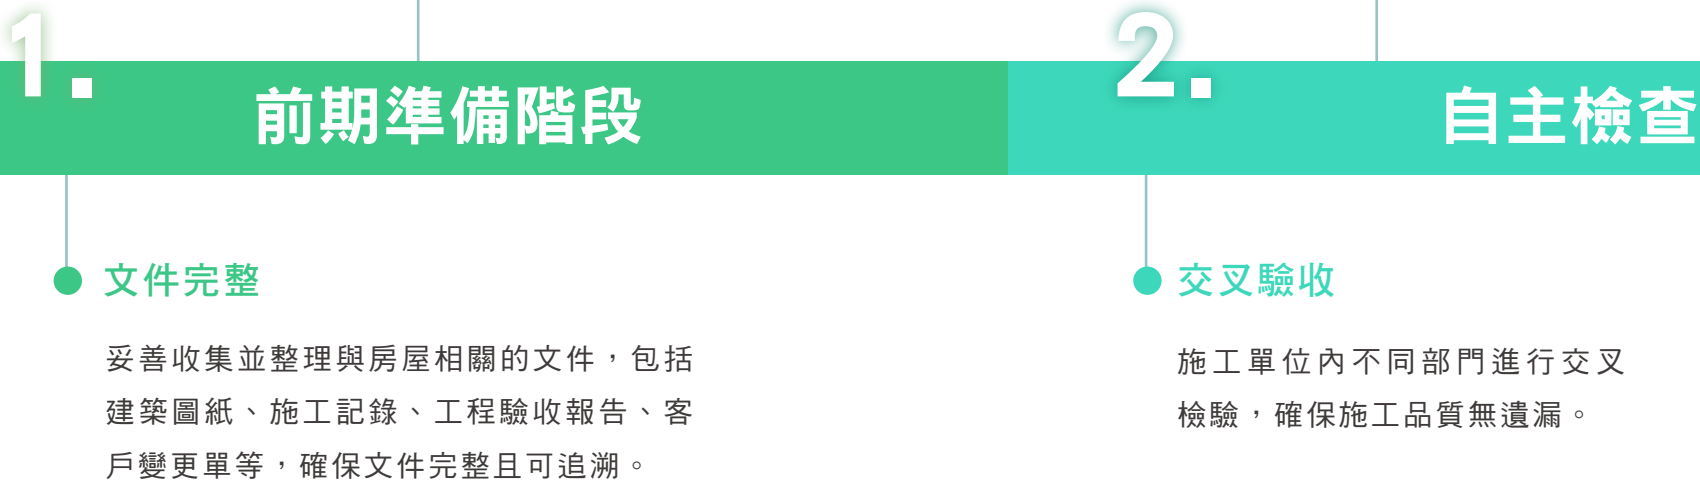 1.
前期準備階段
文件完整
妥善收集並整理與房屋相關的文件，包括
建築圖紙、施工記錄、工程驗收報告、客
戶變更單等，確保文件完整且可追溯。
2.
自主檢查
交叉驗收
施工單位內不同部門進行交叉
檢驗，確保施工品質無遺漏。